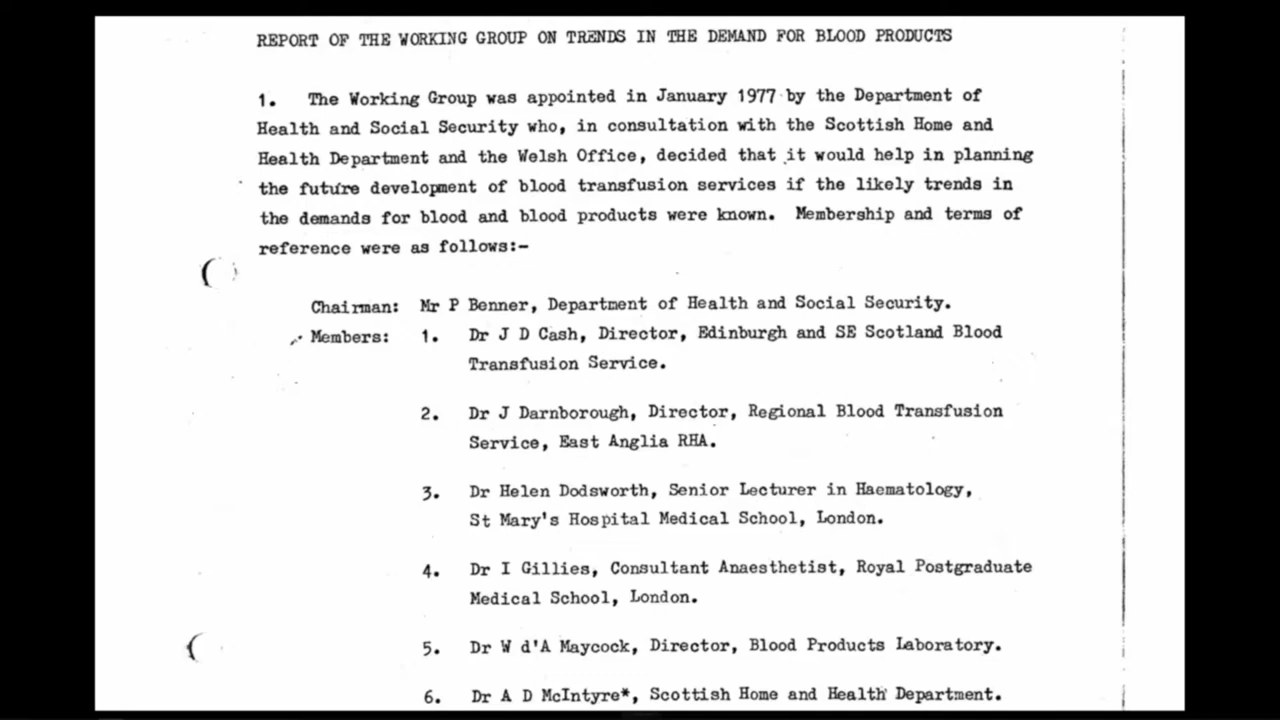 REPORT OF THE WORKING GROUP ON TRENDS IN THE DEMAND FOR BLOOD PRODUCTS
1. The Working Group was appointed in January 1977 by the Department of
Health and Social Security who, in consultation with the Scottish Home and
Health Department and the Welsh Office, decided that it would help in planning
the future development of blood transfusion services if the likely trends in
the demands for blood and blood products were known. Membership and terms of
reference were as follows:-
Chairman: Mr P Benner, Department of Health and Social Security.
Members: 1. Dr J D Cash, Director, Edinburgh and SE Scotland Blood
Transfusion Service.
2. Dr J Darnborough, Director, Regional Blood Transfusion
Service, East Anglia RHA.
3. Dr Helen Dodsworth, Senior Lecturer in Haematology,
St Mary's Hospital Medical School, London.
4. Dr I Gillies, Consultant Anaesthetist, Royal Postgraduate
Medical School, London.
5. Dr W d'A Maycock, Director, Blood Products Laboratory.
6. Dr A D McIntyre*, Scottish Home and Health Department.